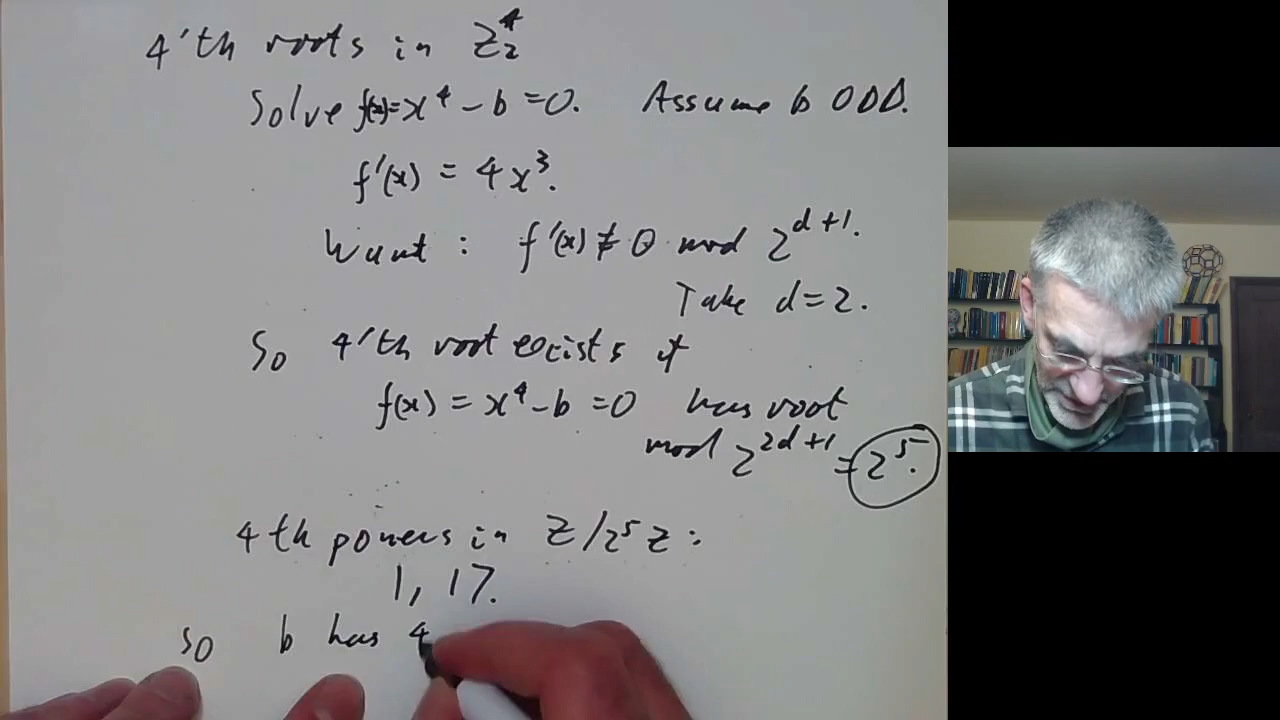 4'th roots in Z₂⁴
Solve f(x)=x⁴ - b = 0. Assume b ODD.
f'(x) = 4x³.
Want : f'(x) ≢ 0 mod 2^{d+1}.
Take d = 2.
So 4'th root exists if
f(x) = x⁴ - b = 0 has root
mod 2^{2d+1} = 2⁵.
4th powers in Z/2⁵Z :
1, 17.
So b has 4